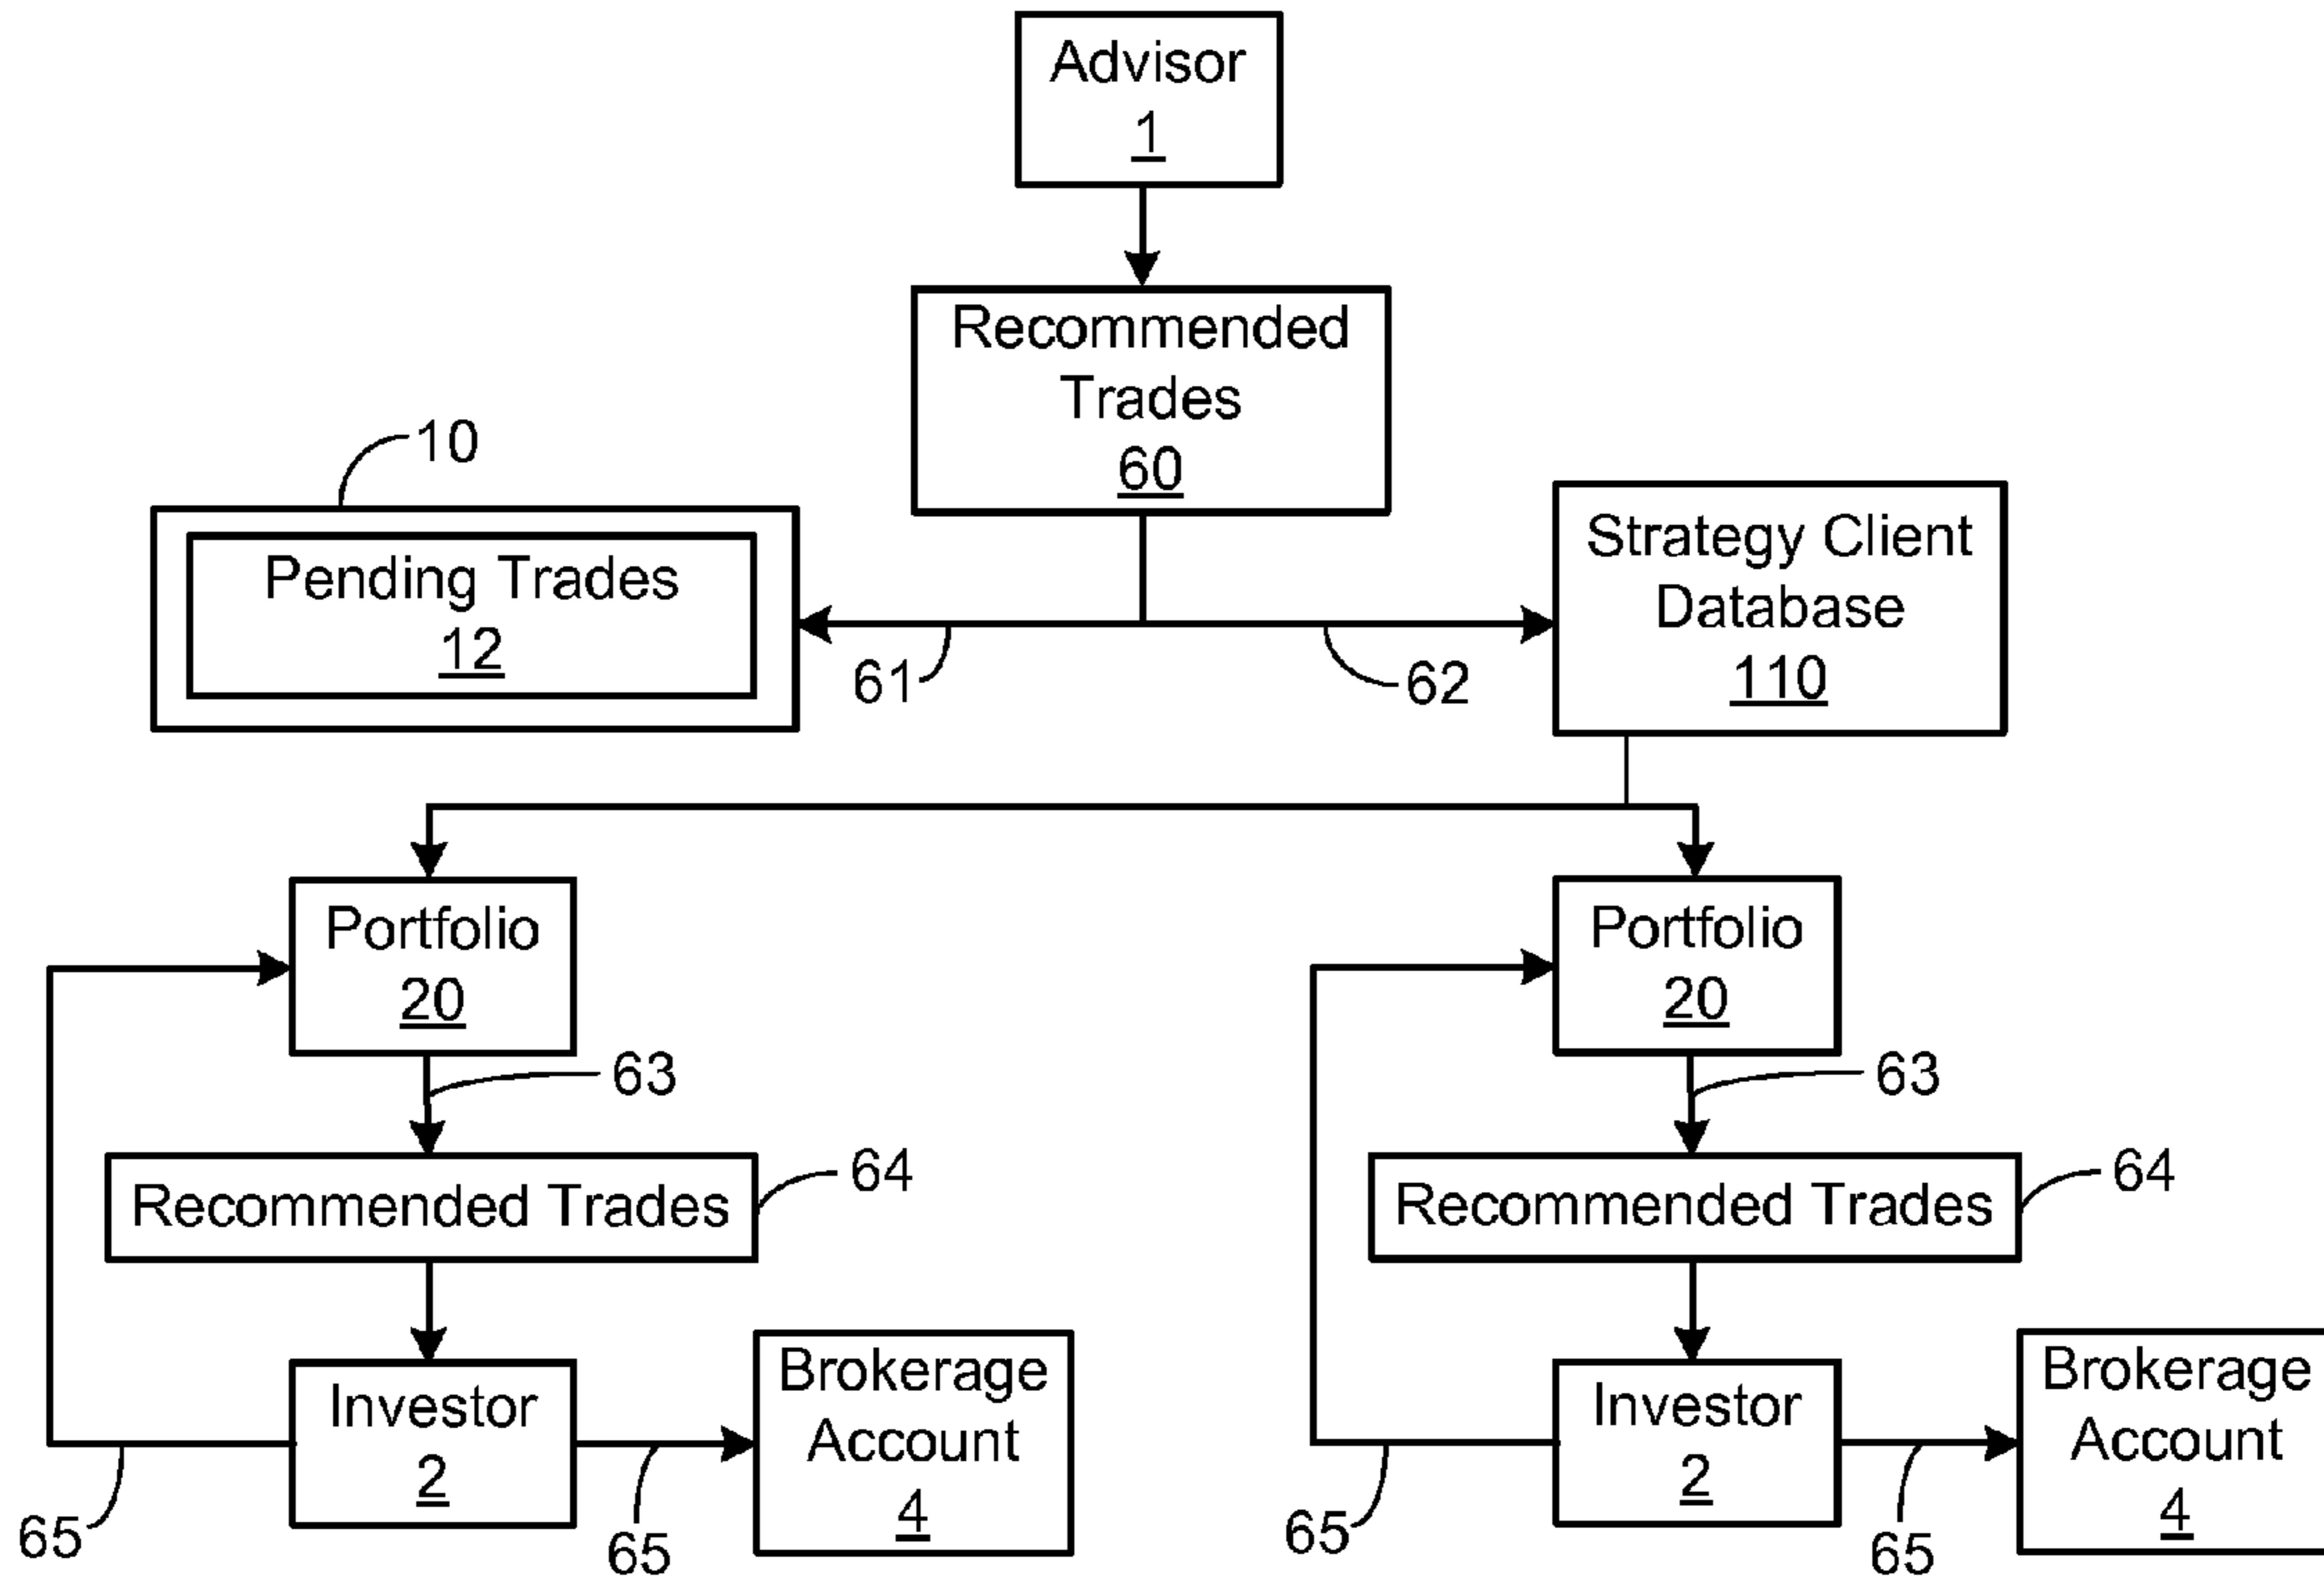 Advisor
1
Recommended
Trades
60
10
Pending Trades
12
Strategy Client
Database
110
61
62
Portfolio
20
63
Recommended Trades
64
Investor
2
65
65
Brokerage
Account
4
Portfolio
20
63
Recommended Trades
64
Investor
2
65
65
Brokerage
Account
4